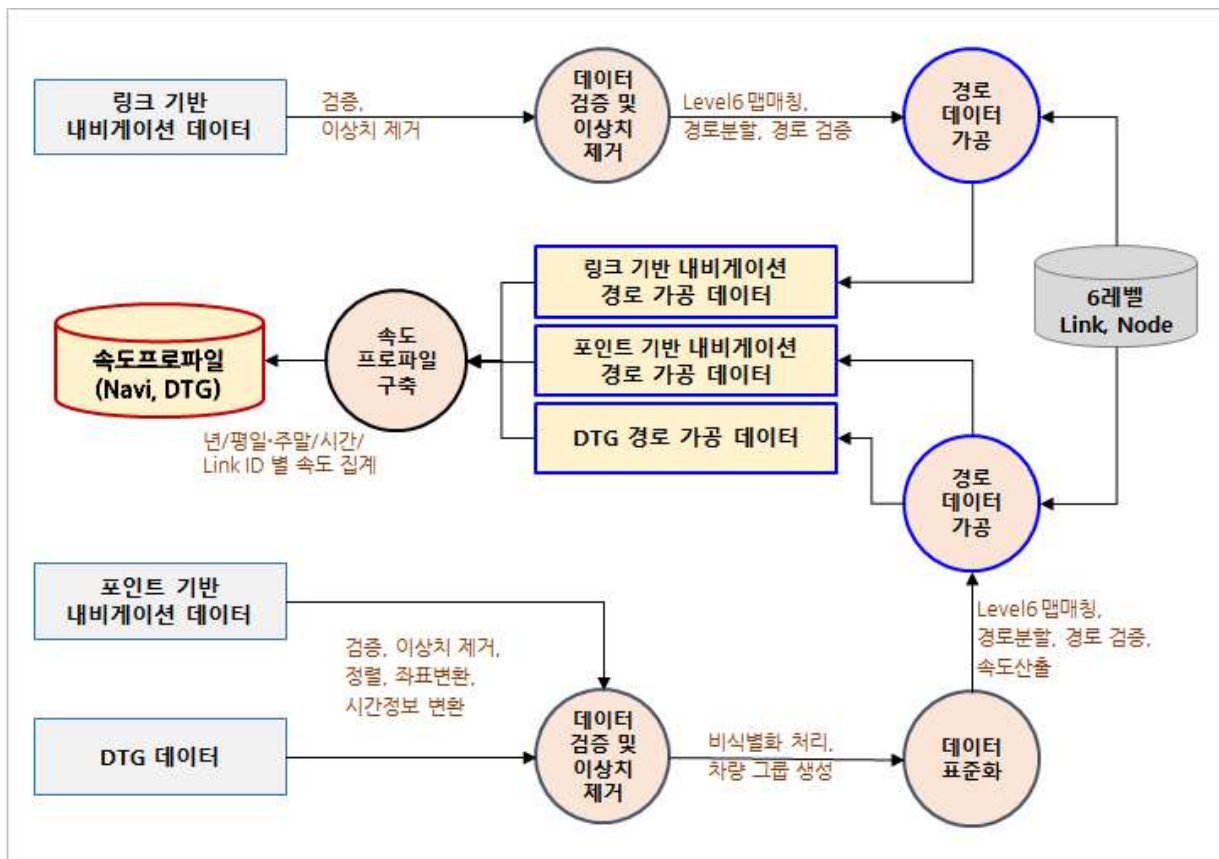 링크 기반
내비게이션 데이터
검증,
이상치 제거
데이터
검증 및
이상치
제거
Level6 맵매칭,
경로분할, 경로 검증
경로
데이터
가공
링크 기반 내비게이션
경로 가공 데이터
6레벨
Link, Node
속도프로파일
(Navi, DTG)
속도
프로파일
구축
포인트 기반 내비게이션
경로 가공 데이터
DTG 경로 가공 데이터
년/평일·주말/시간/
Link ID 별 속도 집계
경로
데이터
가공
포인트 기반
내비게이션 데이터
검증, 이상치 제거,
정렬, 좌표변환,
시간정보 변환
Level6 맵매칭,
경로분할, 경로 검증,
속도산출
DTG 데이터
데이터
검증 및
이상치
제거
비식별화 처리,
차량 그룹 생성
데이터
표준화